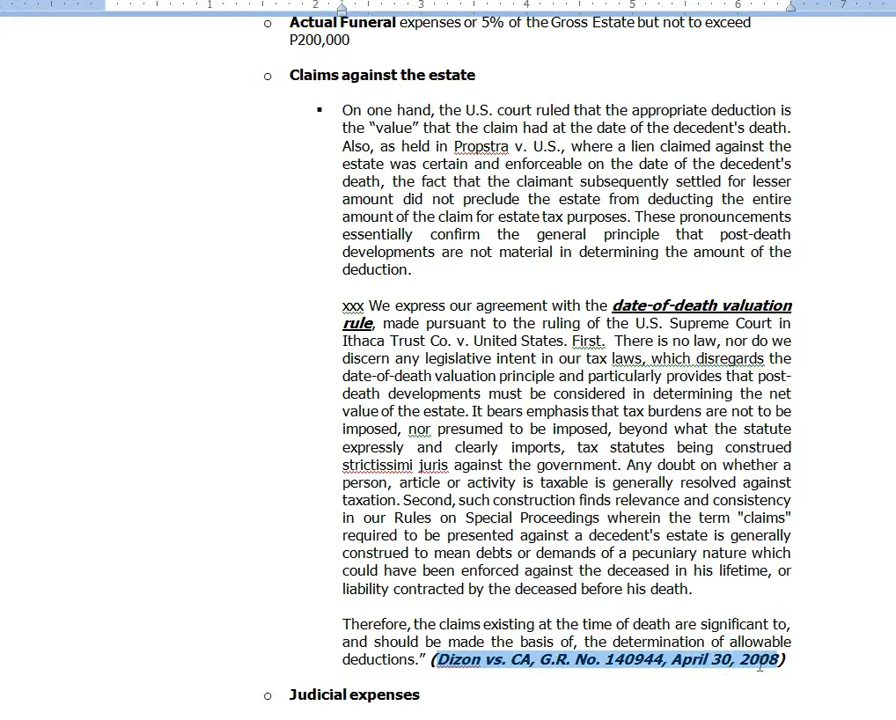 1 2 3 4 5 6 7
o Actual Funeral expenses or 5% of the Gross Estate but not to exceed
P200,000
o Claims against the estate
▪ On one hand, the U.S. court ruled that the appropriate deduction is
the “value” that the claim had at the date of the decedent's death.
Also, as held in Propstra v. U.S., where a lien claimed against the
estate was certain and enforceable on the date of the decedent's
death, the fact that the claimant subsequently settled for lesser
amount did not preclude the estate from deducting the entire
amount of the claim for estate tax purposes. These pronouncements
essentially confirm the general principle that post-death
developments are not material in determining the amount of the
deduction.
xxx We express our agreement with the date-of-death valuation
rule, made pursuant to the ruling of the U.S. Supreme Court in
Ithaca Trust Co. v. United States. First. There is no law, nor do we
discern any legislative intent in our tax laws, which disregards the
date-of-death valuation principle and particularly provides that post-
death developments must be considered in determining the net
value of the estate. It bears emphasis that tax burdens are not to be
imposed, nor presumed to be imposed, beyond what the statute
expressly and clearly imports, tax statutes being construed
strictissimi juris against the government. Any doubt on whether a
person, article or activity is taxable is generally resolved against
taxation. Second, such construction finds relevance and consistency
in our Rules on Special Proceedings wherein the term "claims"
required to be presented against a decedent's estate is generally
construed to mean debts or demands of a pecuniary nature which
could have been enforced against the deceased in his lifetime, or
liability contracted by the deceased before his death.
Therefore, the claims existing at the time of death are significant to,
and should be made the basis of, the determination of allowable
deductions.” (Dizon vs. CA, G.R. No. 140944, April 30, 2008)
o Judicial expenses